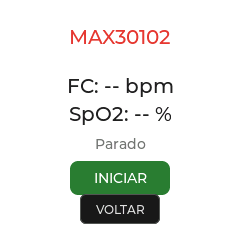 MAX30102
FC: -- bpm
SpO2: -- %
Parado
INICIAR
VOLTAR